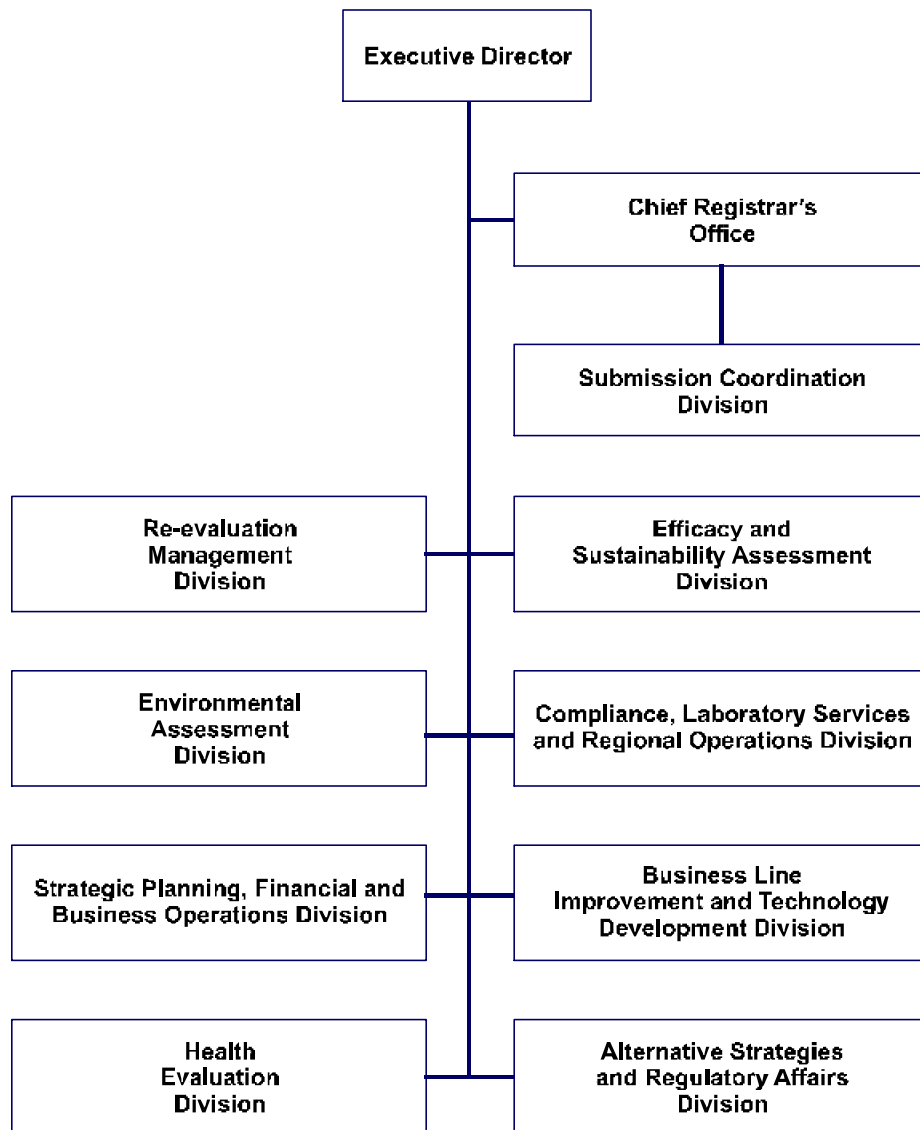 Executive Director
Chief Registrar's
Office
Submission Coordination
Division
Re-evaluation
Management
Division
Efficacy and
Sustainability Assessment
Division
Environmental
Assessment
Division
Compliance, Laboratory Services
and Regional Operations Division
Strategic Planning, Financial and
Business Operations Division
Business Line
Improvement and Technology
Development Division
Health
Evaluation
Division
Alternative Strategies
and Regulatory Affairs
Division